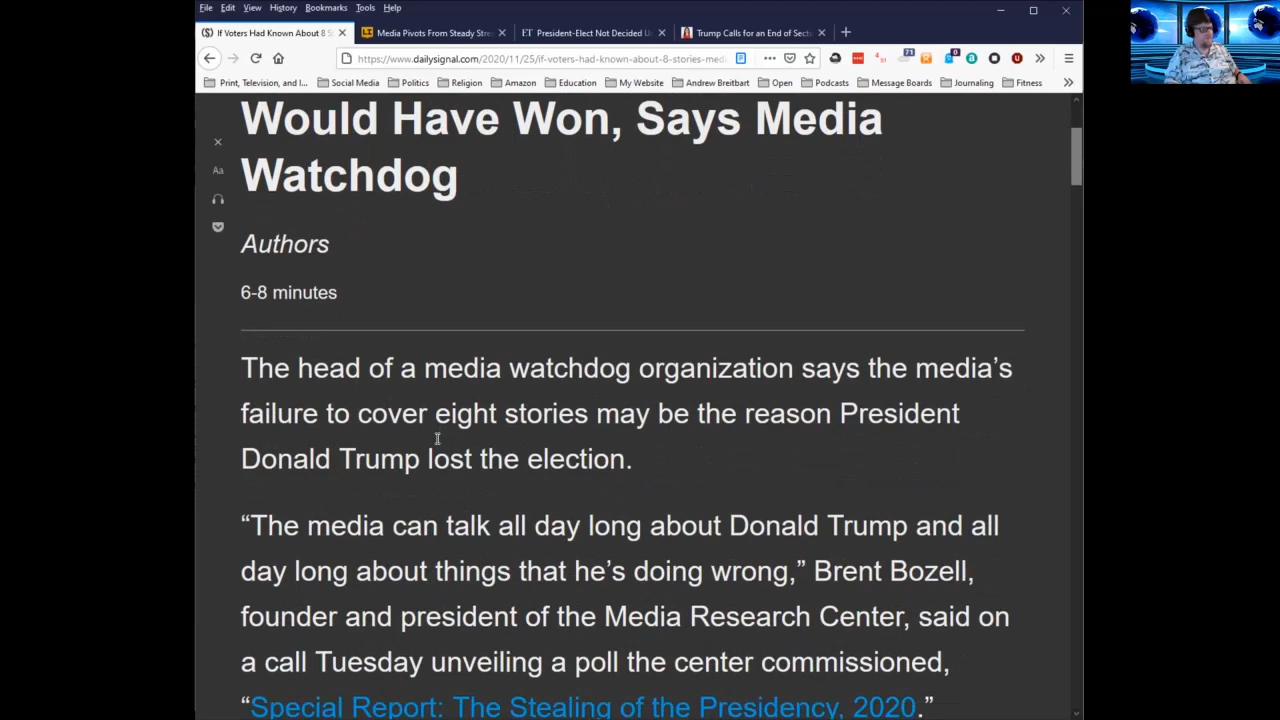 File Edit View History Bookmarks Tools Help
($) If Voters Had Known About 8 S
Media Pivots From Steady Stre
ET President-Elect Not Decided U
Trump Calls for an End of Sect
https://www.dailysignal.com/2020/11/25/if-voters-had-known-about-8-stories-med
71
0
Print, Television, and I... Social Media Politics Religion Amazon Education My Website Andrew Breitbart Open Podcasts Message Boards Journaling Fitness
Would Have Won, Says Media
Watchdog
Aa
Authors
6-8 minutes
The head of a media watchdog organization says the media’s
failure to cover eight stories may be the reason President
Donald Trump lost the election.
“The media can talk all day long about Donald Trump and all
day long about things that he’s doing wrong,” Brent Bozell,
founder and president of the Media Research Center, said on
a call Tuesday unveiling a poll the center commissioned,
“Special Report: The Stealing of the Presidency, 2020.”